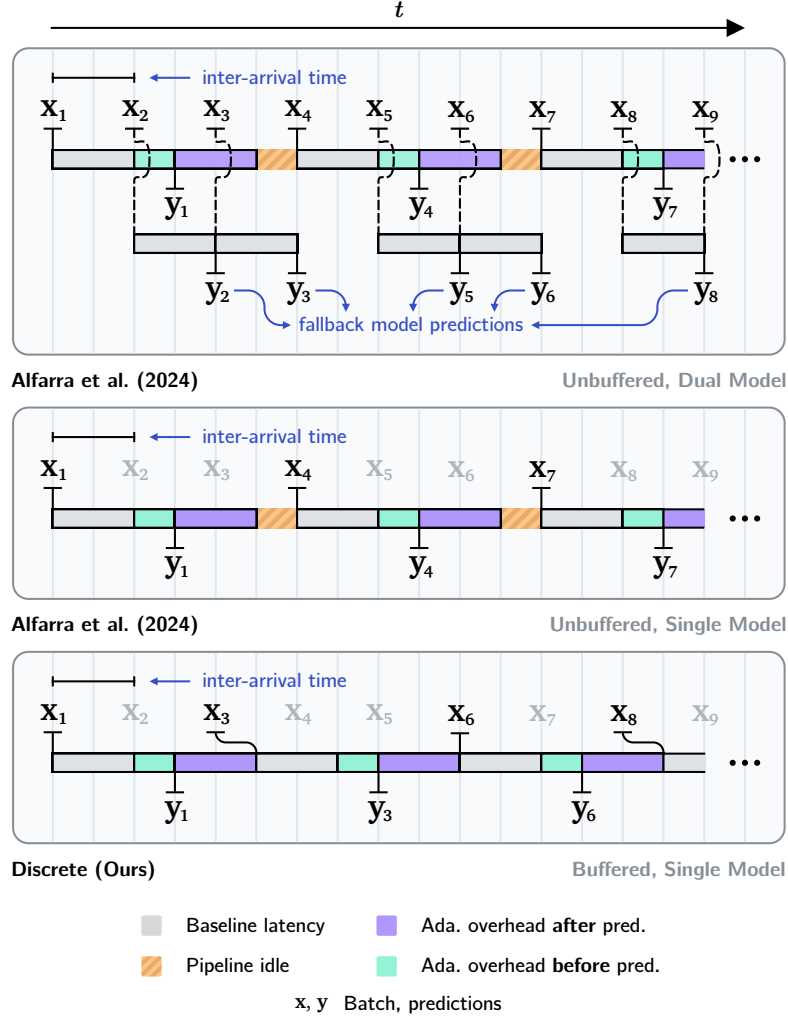 t
inter-arrival time
x1 x2 x3 x4 x5 x6 x7 x8 x9
...
y1 y4 y7
y2 y3 y5 y6 y8
fallback model predictions
Alfarra et al. (2024) Unbuffered, Dual Model
inter-arrival time
x1 x2 x3 x4 x5 x6 x7 x8 x9
...
y1 y4 y7
Alfarra et al. (2024) Unbuffered, Single Model
inter-arrival time
x1 x2 x3 x4 x5 x6 x7 x8 x9
...
y1 y3 y6
Discrete (Ours) Buffered, Single Model
Baseline latency Ada. overhead after pred.
Pipeline idle Ada. overhead before pred.
x, y Batch, predictions